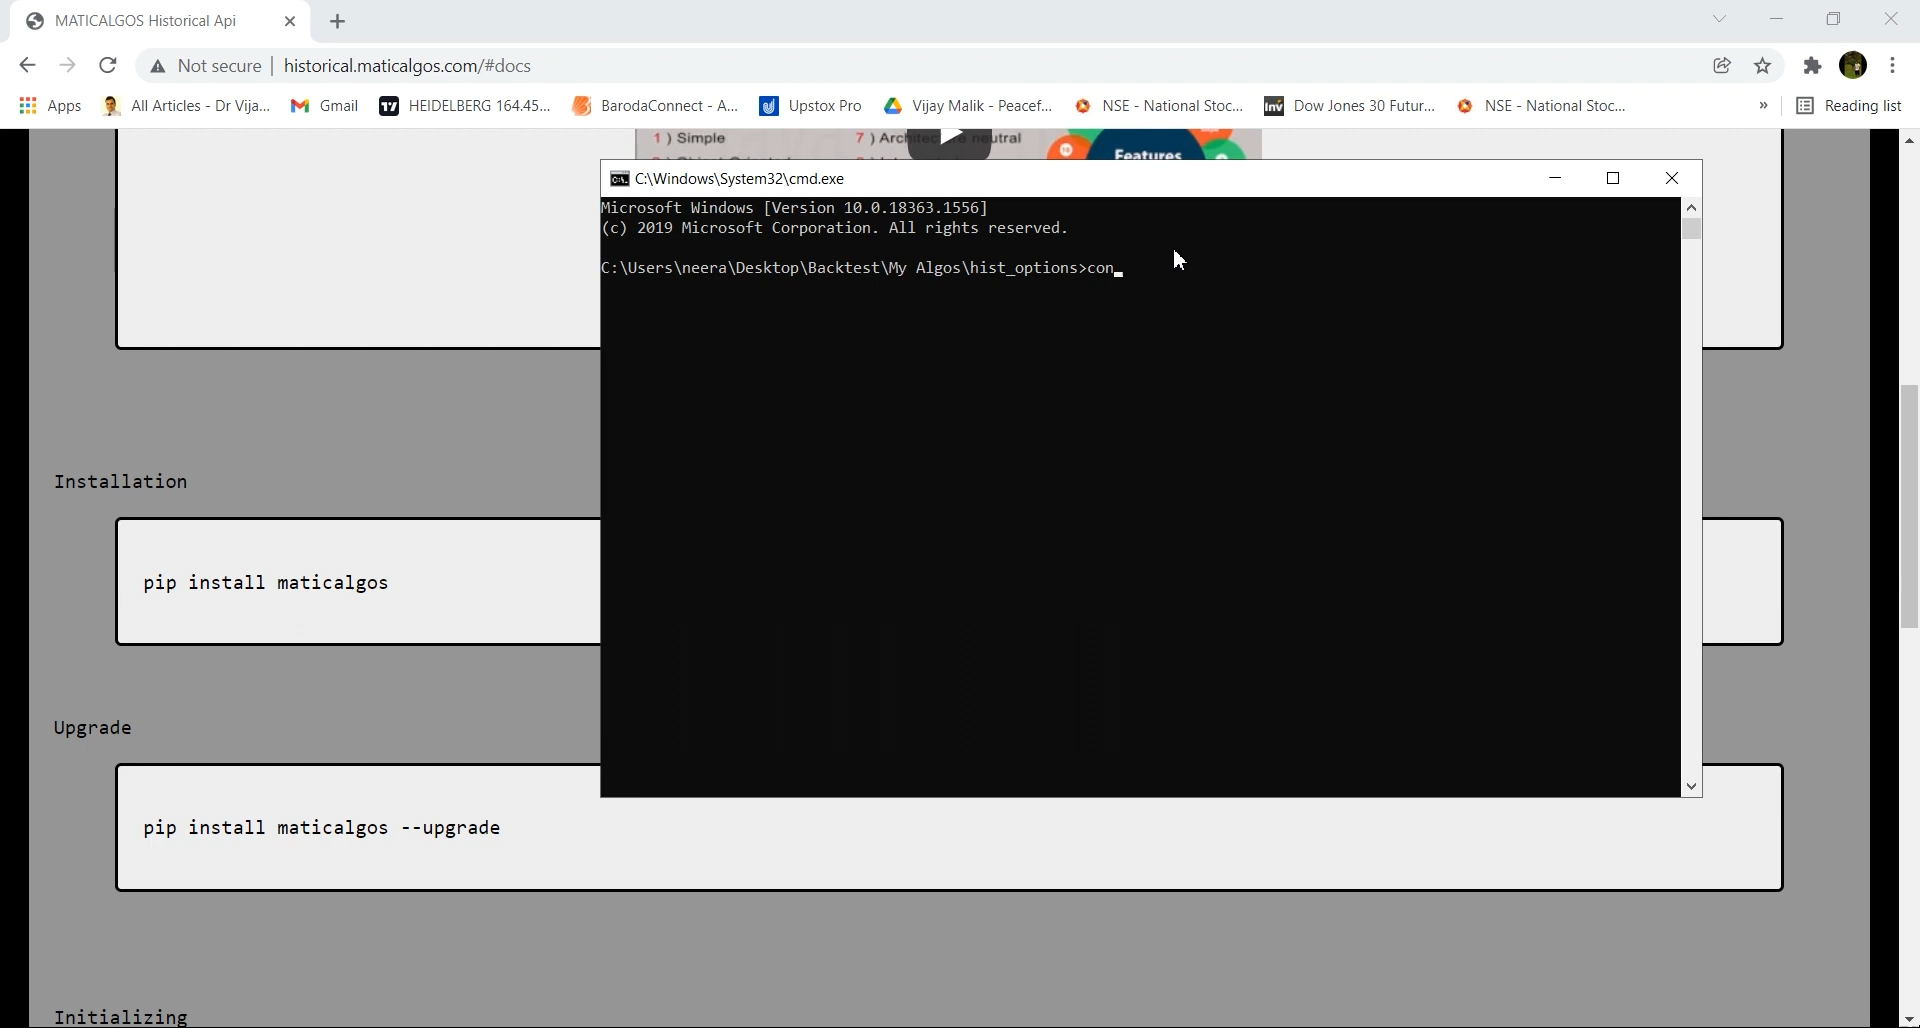 MATICALGOS Historical Api
Not secure | historical.maticalgos.com/#docs
Apps
All Articles - Dr Vija...
Gmail
HEIDELBERG 164.45...
BarodaConnect - A...
Upstox Pro
Vijay Malik - Peacef...
NSE - National Stoc...
Dow Jones 30 Futur...
NSE - National Stoc...
»
Reading list
1 ) Simple
7 ) Architecture neutral
Features
C:\Windows\System32\cmd.exe
Microsoft Windows [Version 10.0.18363.1556]
(c) 2019 Microsoft Corporation. All rights reserved.
C:\Users\neera\Desktop\Backtest\My Algos\hist_options>con_
Installation
pip install maticalgos
Upgrade
pip install maticalgos --upgrade
Initializing